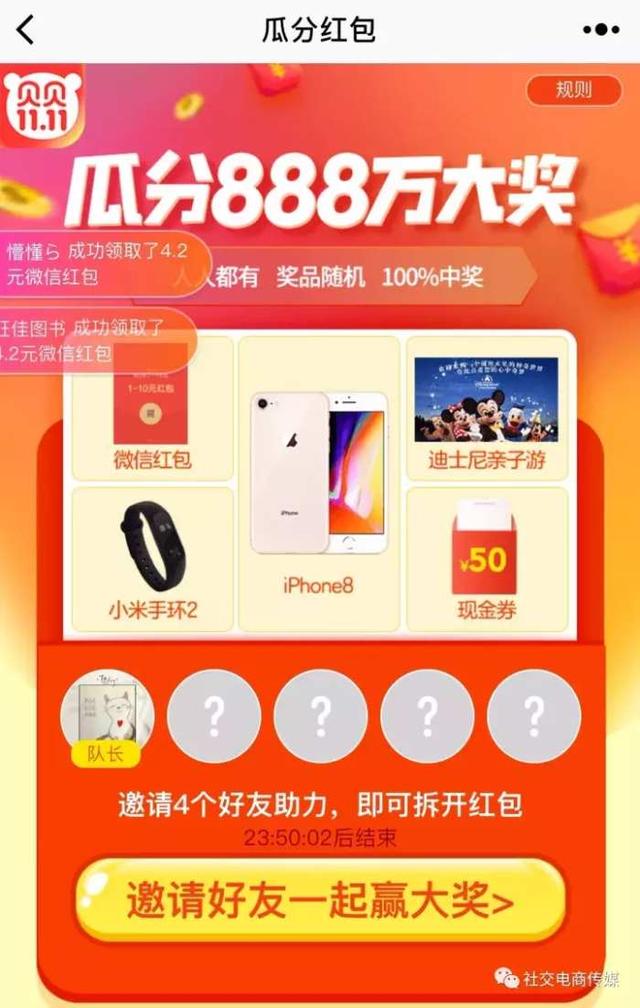 瓜分红包
贝贝
11.11
规则
瓜分888万大奖
懵懂ら 成功领取了4.2
元微信红包
人人都有 奖品随机 100%中奖
旺佳图书 成功领取了
4.2元微信红包
1-10元红包
微信红包
iPhone
iPhone8
迪士尼亲子游
小米手环2
¥50
现金券
队长
?
?
?
?
邀请4个好友助力，即可拆开红包
23:50:02后结束
邀请好友一起赢大奖>
社交电商传媒